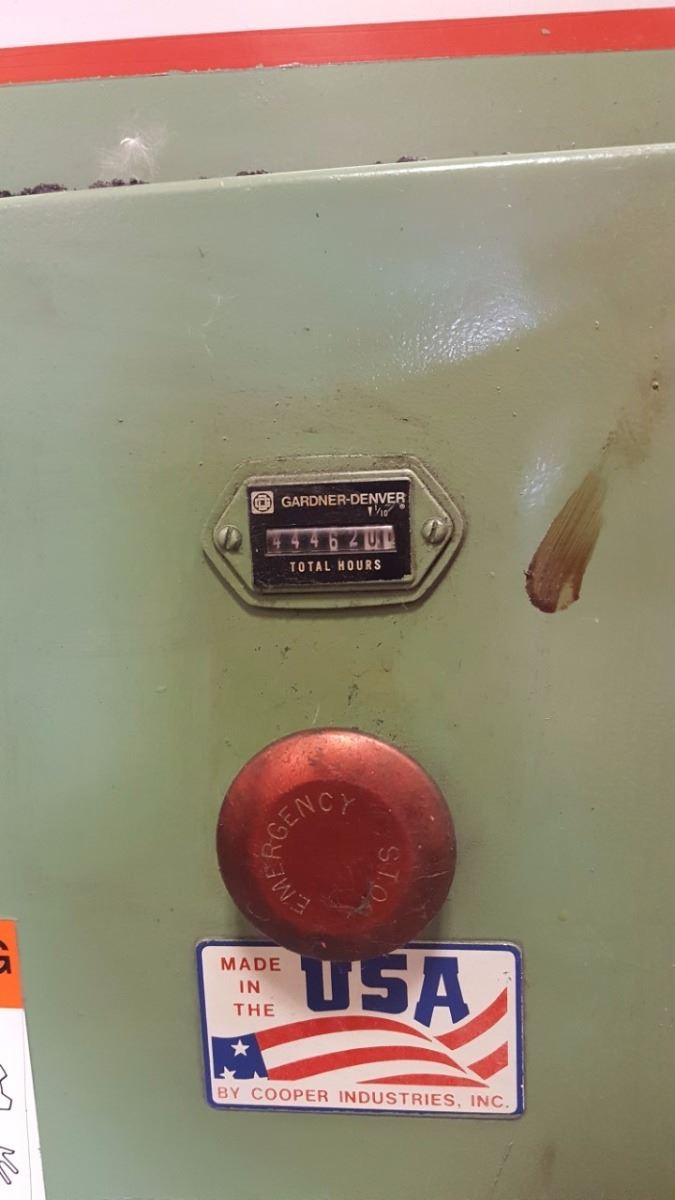 GARDNER-DENVER
1/10 ®
TOTAL HOURS
EMERGENCY STOP
MADE
IN
THE
USA
BY COOPER INDUSTRIES, INC.
G